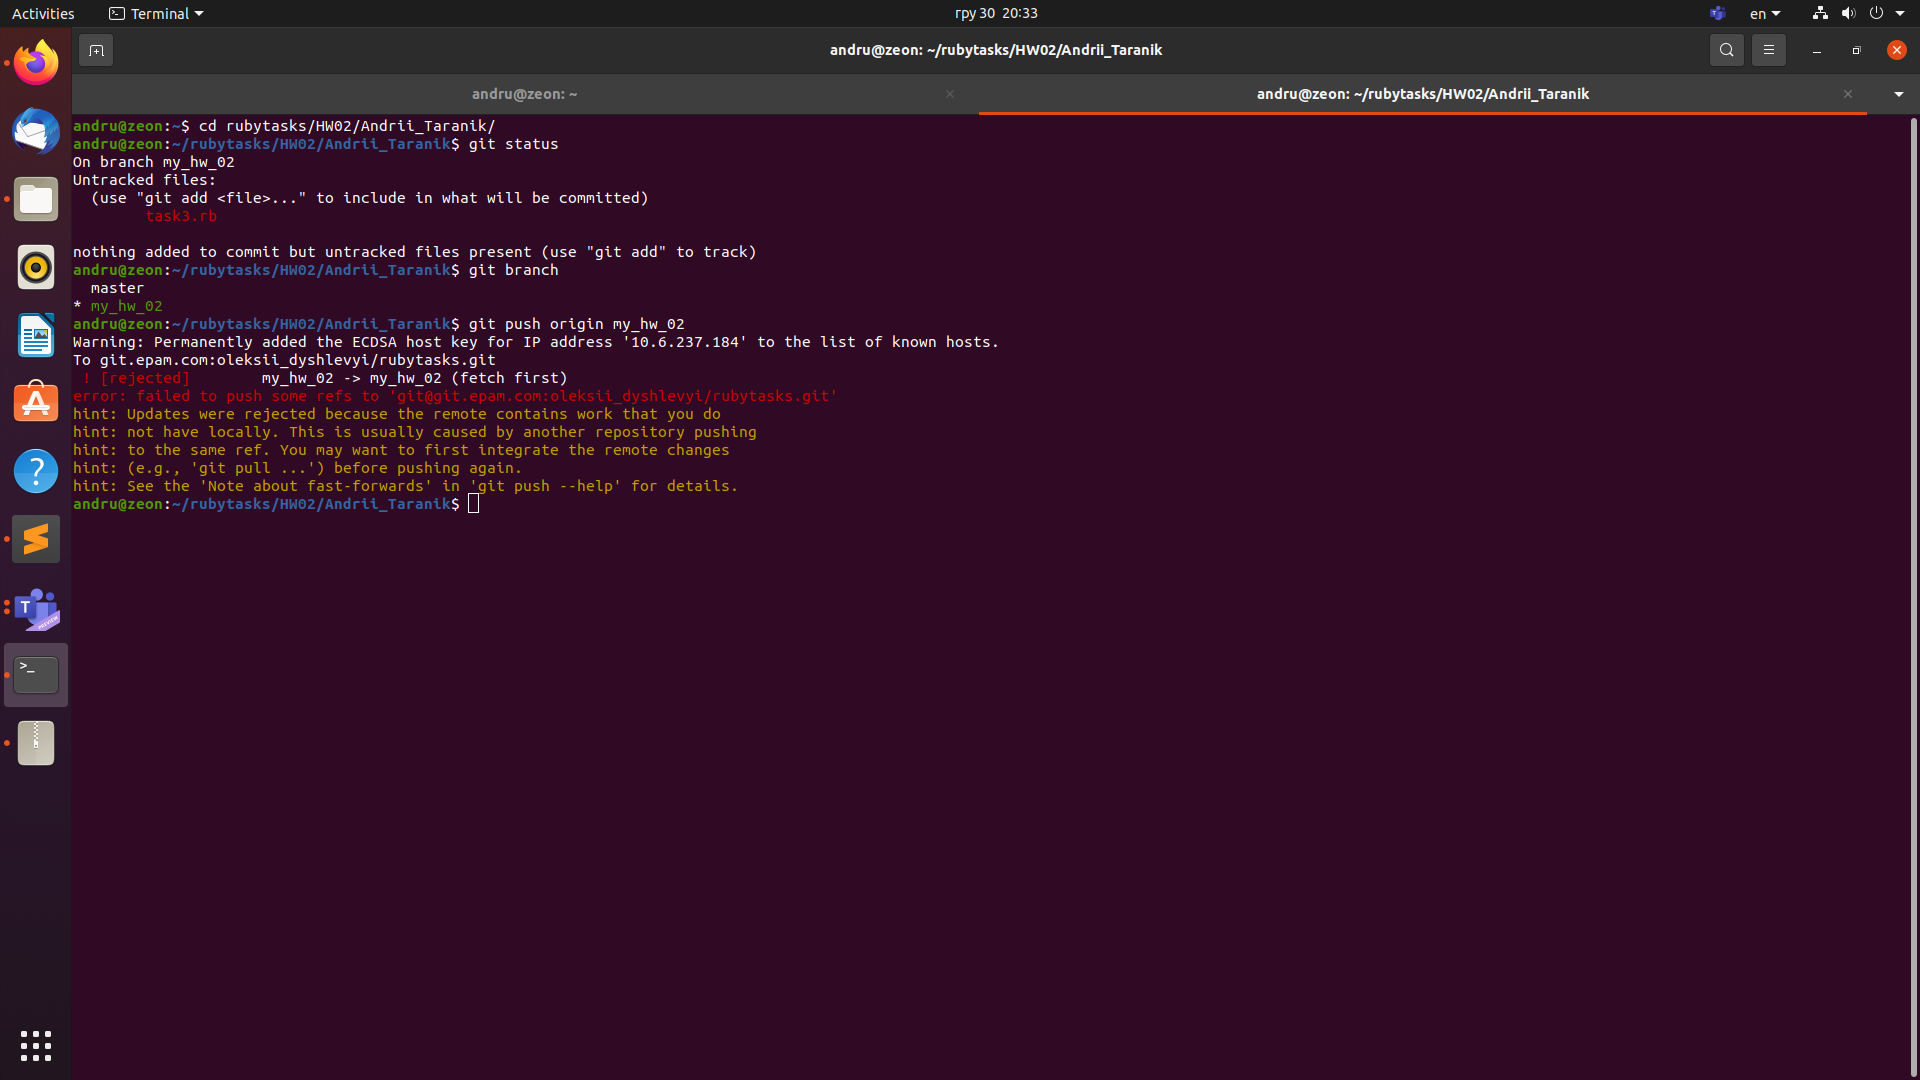 Activities
Terminal
гру 30 20:33
en
andru@zeon: ~/rubytasks/HW02/Andrii_Taranik
andru@zeon: ~
andru@zeon: ~/rubytasks/HW02/Andrii_Taranik
andru@zeon:~$ cd rubytasks/HW02/Andrii_Taranik/
andru@zeon:~/rubytasks/HW02/Andrii_Taranik$ git status
On branch my_hw_02
Untracked files:
  (use "git add <file>..." to include in what will be committed)
        task3.rb
nothing added to commit but untracked files present (use "git add" to track)
andru@zeon:~/rubytasks/HW02/Andrii_Taranik$ git branch
  master
* my_hw_02
andru@zeon:~/rubytasks/HW02/Andrii_Taranik$ git push origin my_hw_02
Warning: Permanently added the ECDSA host key for IP address '10.6.237.184' to the list of known hosts.
To git.epam.com:oleksii_dyshlevyi/rubytasks.git
 ! [rejected]        my_hw_02 -> my_hw_02 (fetch first)
error: failed to push some refs to 'git@git.epam.com:oleksii_dyshlevyi/rubytasks.git'
hint: Updates were rejected because the remote contains work that you do
hint: not have locally. This is usually caused by another repository pushing
hint: to the same ref. You may want to first integrate the remote changes
hint: (e.g., 'git pull ...') before pushing again.
hint: See the 'Note about fast-forwards' in 'git push --help' for details.
andru@zeon:~/rubytasks/HW02/Andrii_Taranik$
T
PREVIEW
>_